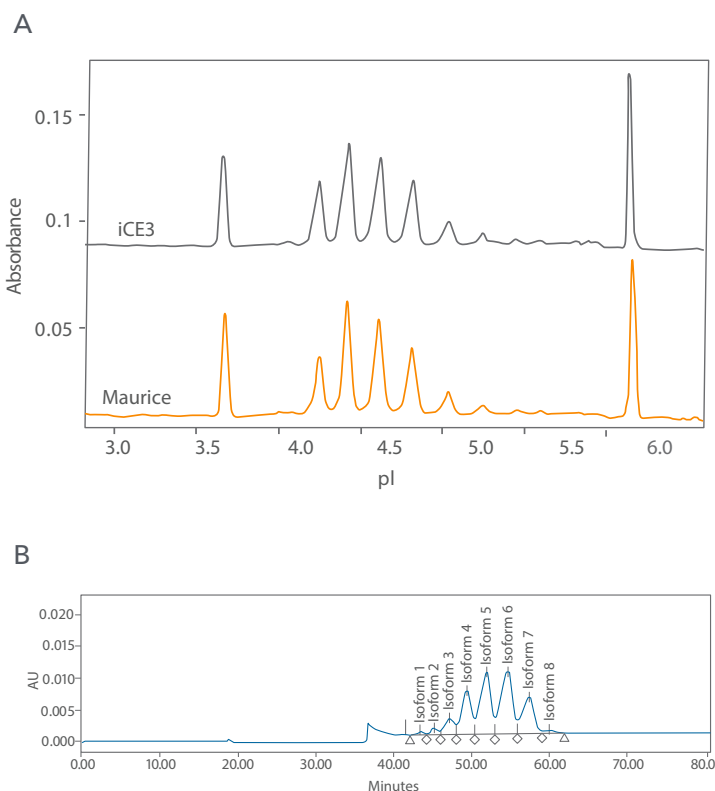 A
0.15
0.1
0.05
Absorbance
iCE3
Maurice
3.0 3.5 4.0 4.5 5.0 5.5 6.0
pI
B
0.020
0.015
0.010
0.005
0.000
AU
Isoform 1
Isoform 2
Isoform 3
Isoform 4
Isoform 5
Isoform 6
Isoform 7
Isoform 8
0.00 10.00 20.00 30.00 40.00 50.00 60.00 70.00 80.0
Minutes